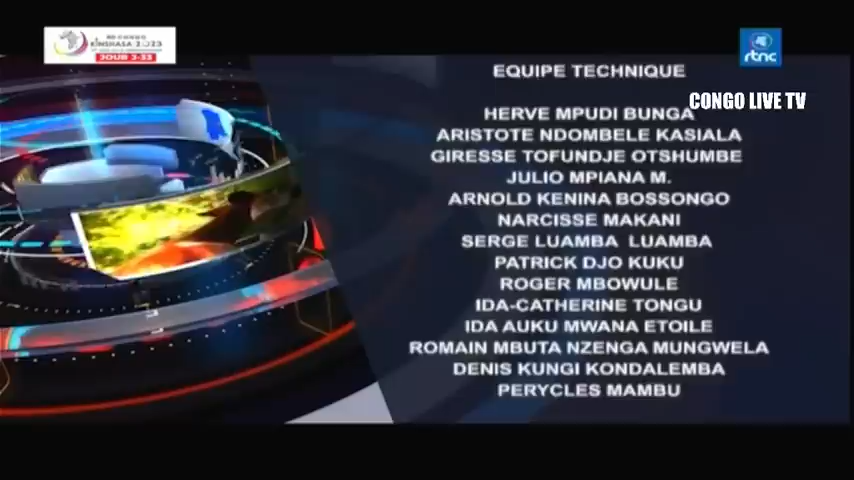 RD CONGO
KINSHASA 2023
JOUR J-33
rtnc
EQUIPE TECHNIQUE
CONGO LIVE TV
HERVE MPUDI BUNGA
ARISTOTE NDOMBELE KASIALA
GIRESSE TOFUNDJE OTSHUMBE
JULIO MPIANA M.
ARNOLD KENINA BOSSONGO
NARCISSE MAKANI
SERGE LUAMBA LUAMBA
PATRICK DJO KUKU
ROGER MBOWULE
IDA-CATHERINE TONGU
IDA AUKU MWANA ETOILE
ROMAIN MBUTA NZENGA MUNGWELA
DENIS KUNGI KONDALEMBA
PERYCLES MAMBU